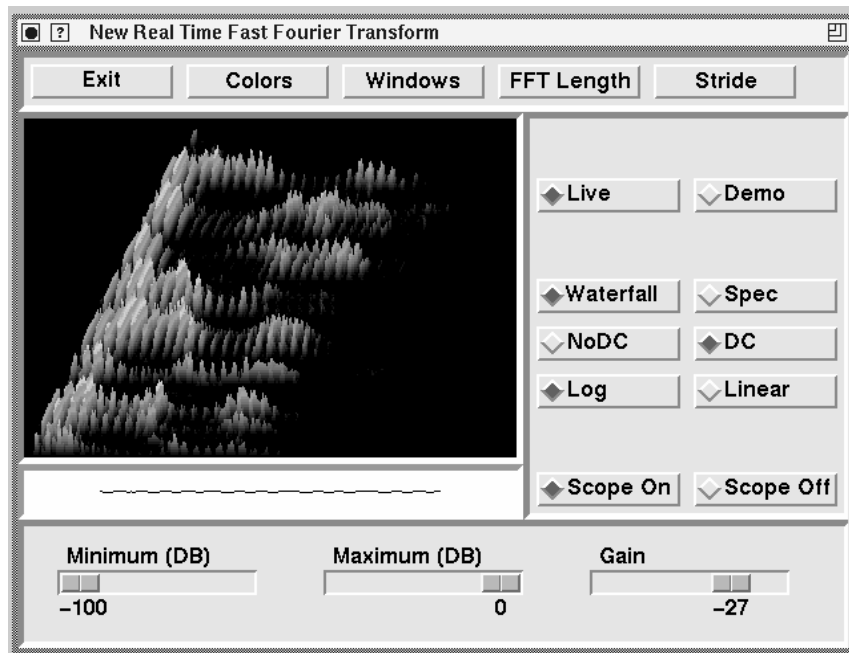 New Real Time Fast Fourier Transform
Exit Colors Windows FFT Length Stride
Live Demo
Waterfall Spec
NoDC DC
Log Linear
Scope On Scope Off
Minimum (DB) Maximum (DB) Gain
-100 0 -27